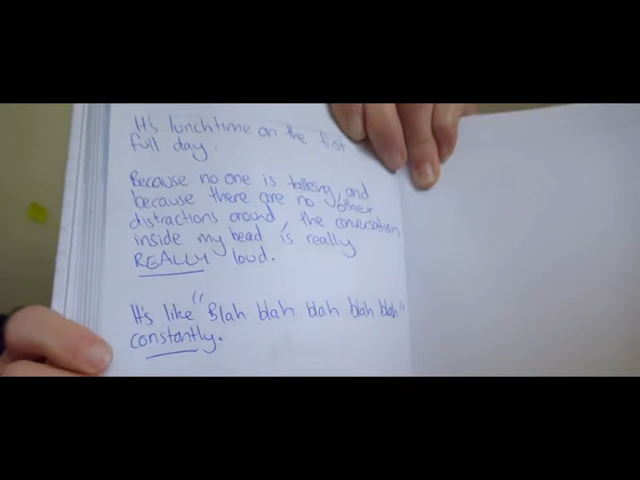 It's lunchtime on the first
full day.
Because no one is talking, and
because there are no other
distractions around, the conversation
inside my head is really
REALLY loud.
It's like "Blah blah blah blah blah"
constantly.